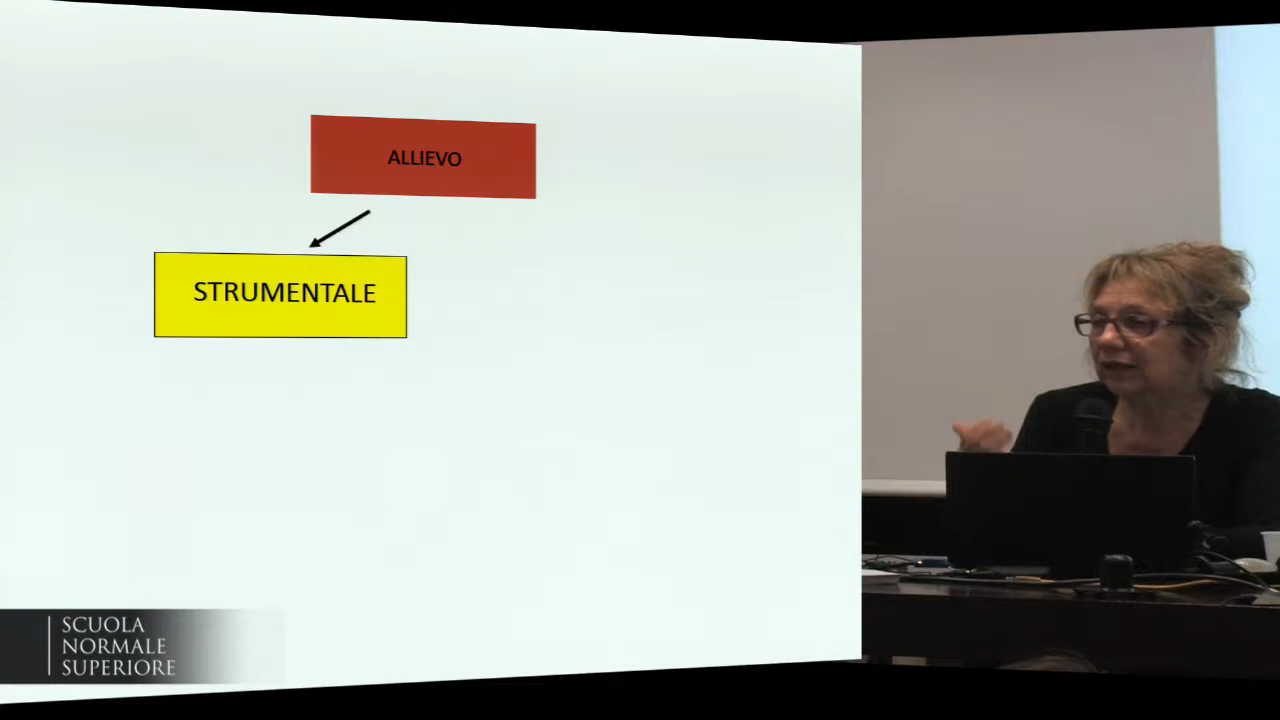 ALLIEVO
STRUMENTALE
SCUOLA
NORMALE
SUPERIORE